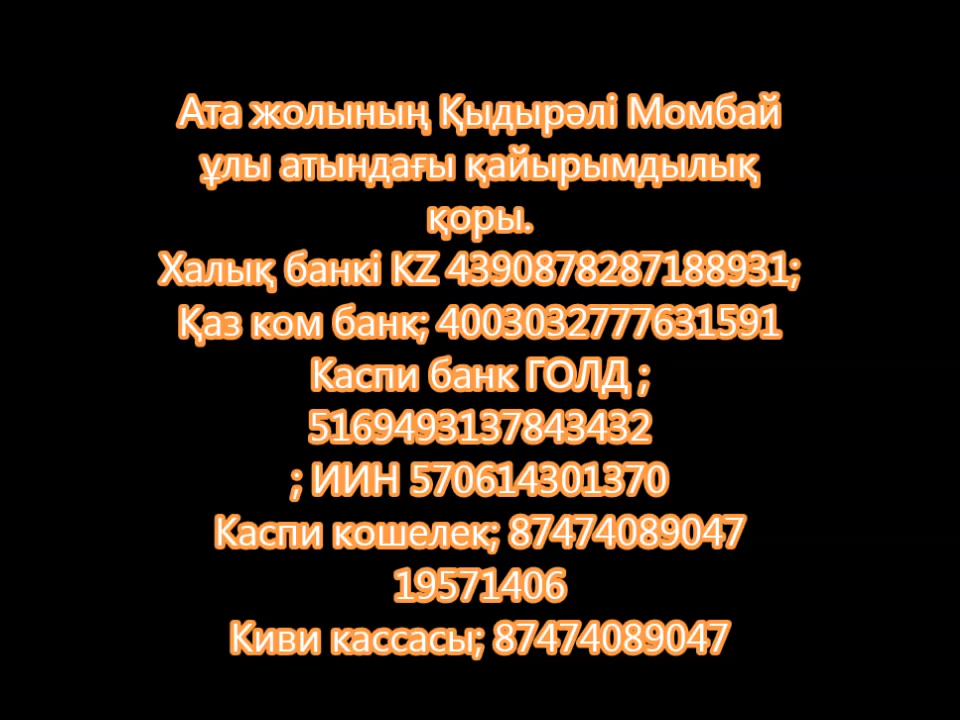 Ата жолының Қыдырәлі Момбай
ұлы атындағы қайырымдылық
қоры.
Халық банкі KZ 4390878287188931;
Қаз ком банк; 4003032777631591
Каспи банк ГОЛД ;
5169493137843432
; ИИН 570614301370
Каспи кошелек; 87474089047
19571406
Киви кассасы; 87474089047